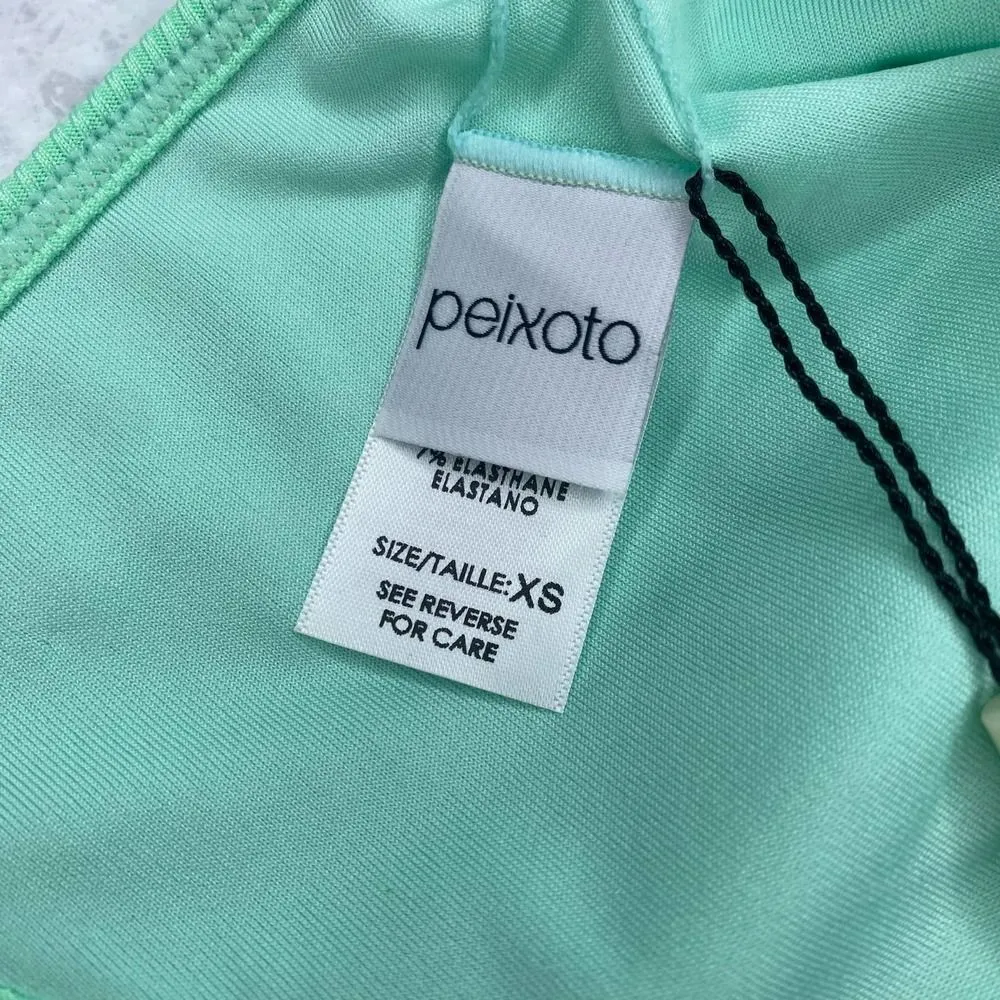 peixoto
7% ELASTHANE
ELASTANO
SIZE/TAILLE: XS
SEE REVERSE
FOR CARE